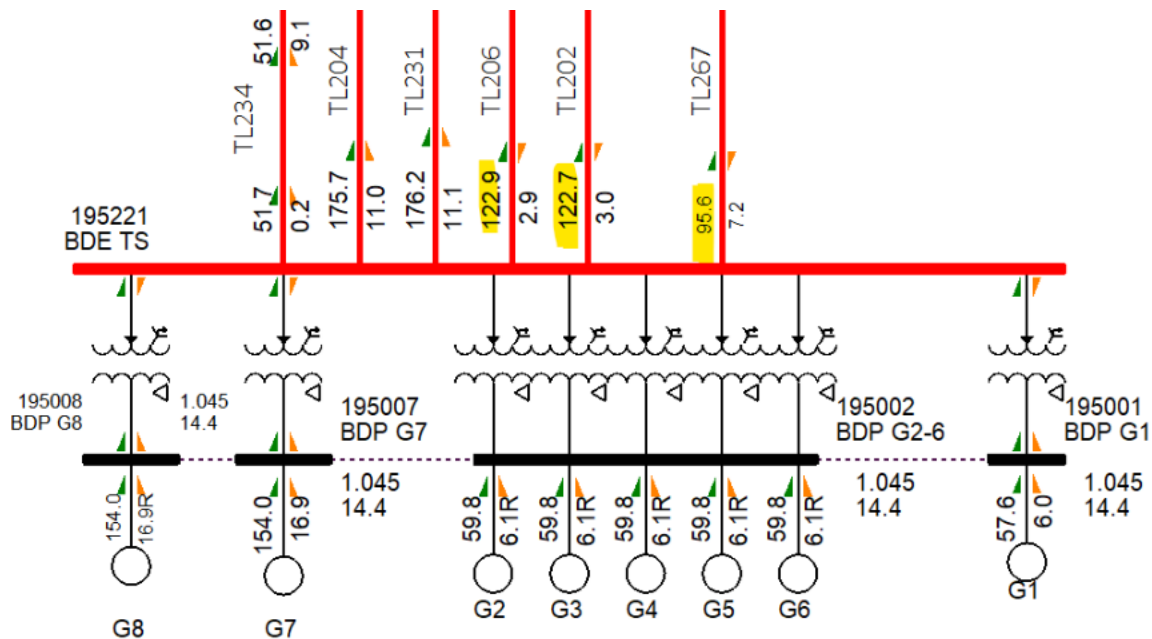 51.6
9.1
TL234
51.7
0.2
TL204
175.7
11.0
TL231
176.2
11.1
TL206
122.9
2.9
TL202
122.7
3.0
TL267
95.6
7.2
195221
BDE TS
195008
BDP G8
1.045
14.4
195007
BDP G7
1.045
14.4
195002
BDP G2-6
1.045
14.4
195001
BDP G1
1.045
14.4
154.0
16.9R
154.0
16.9
59.8
6.1R
59.8
6.1R
59.8
6.1R
59.8
6.1R
59.8
6.1R
57.6
6.0
G8
G7
G2
G3
G4
G5
G6
G1